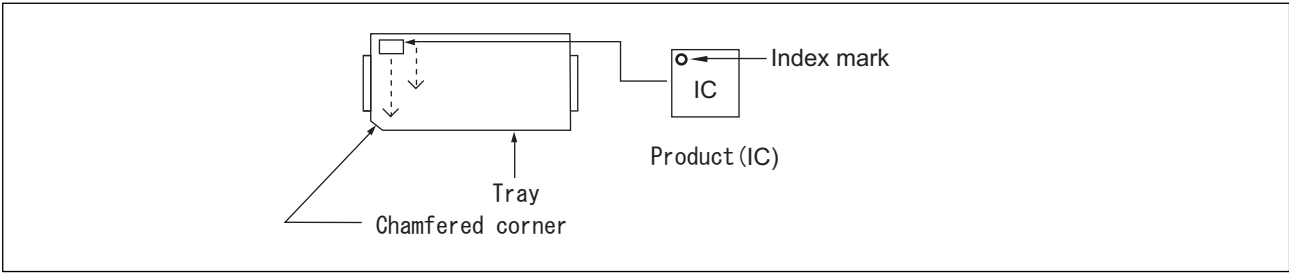 Index mark
IC
Product(IC)
Tray
Chamfered corner